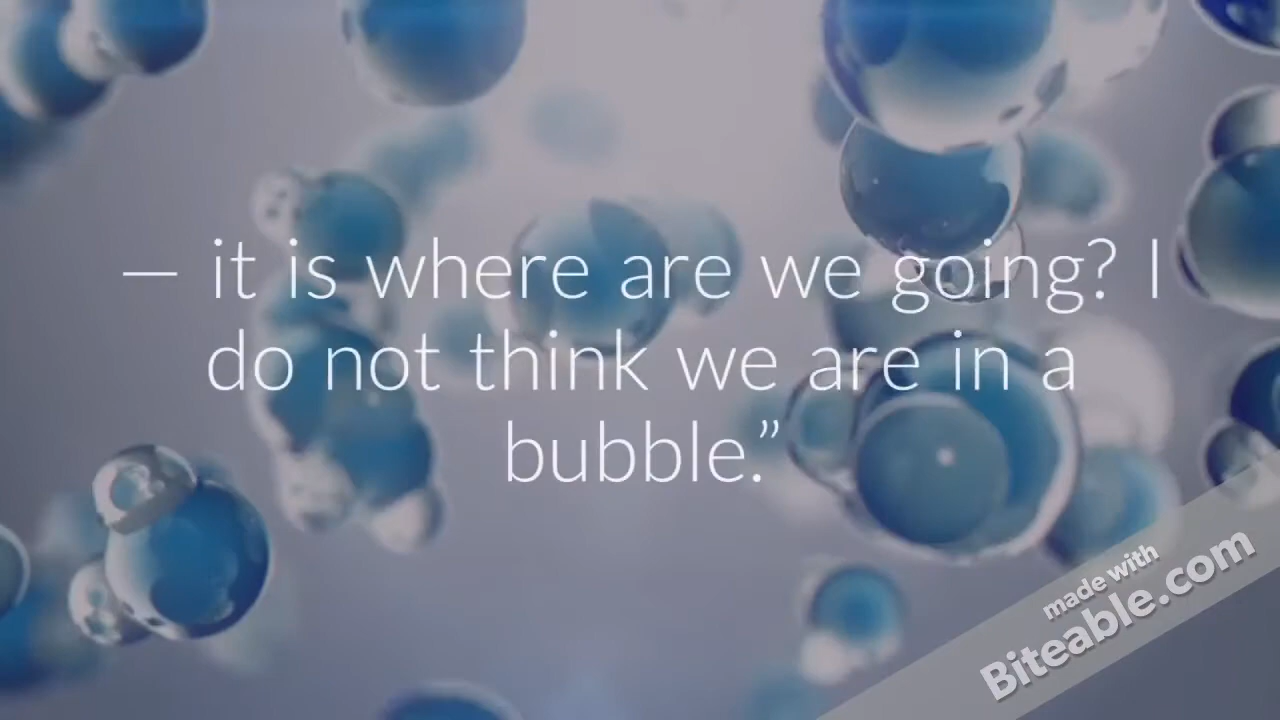 — it is where are we going? I
do not think we are in a
bubble.”
made with
Biteable.com